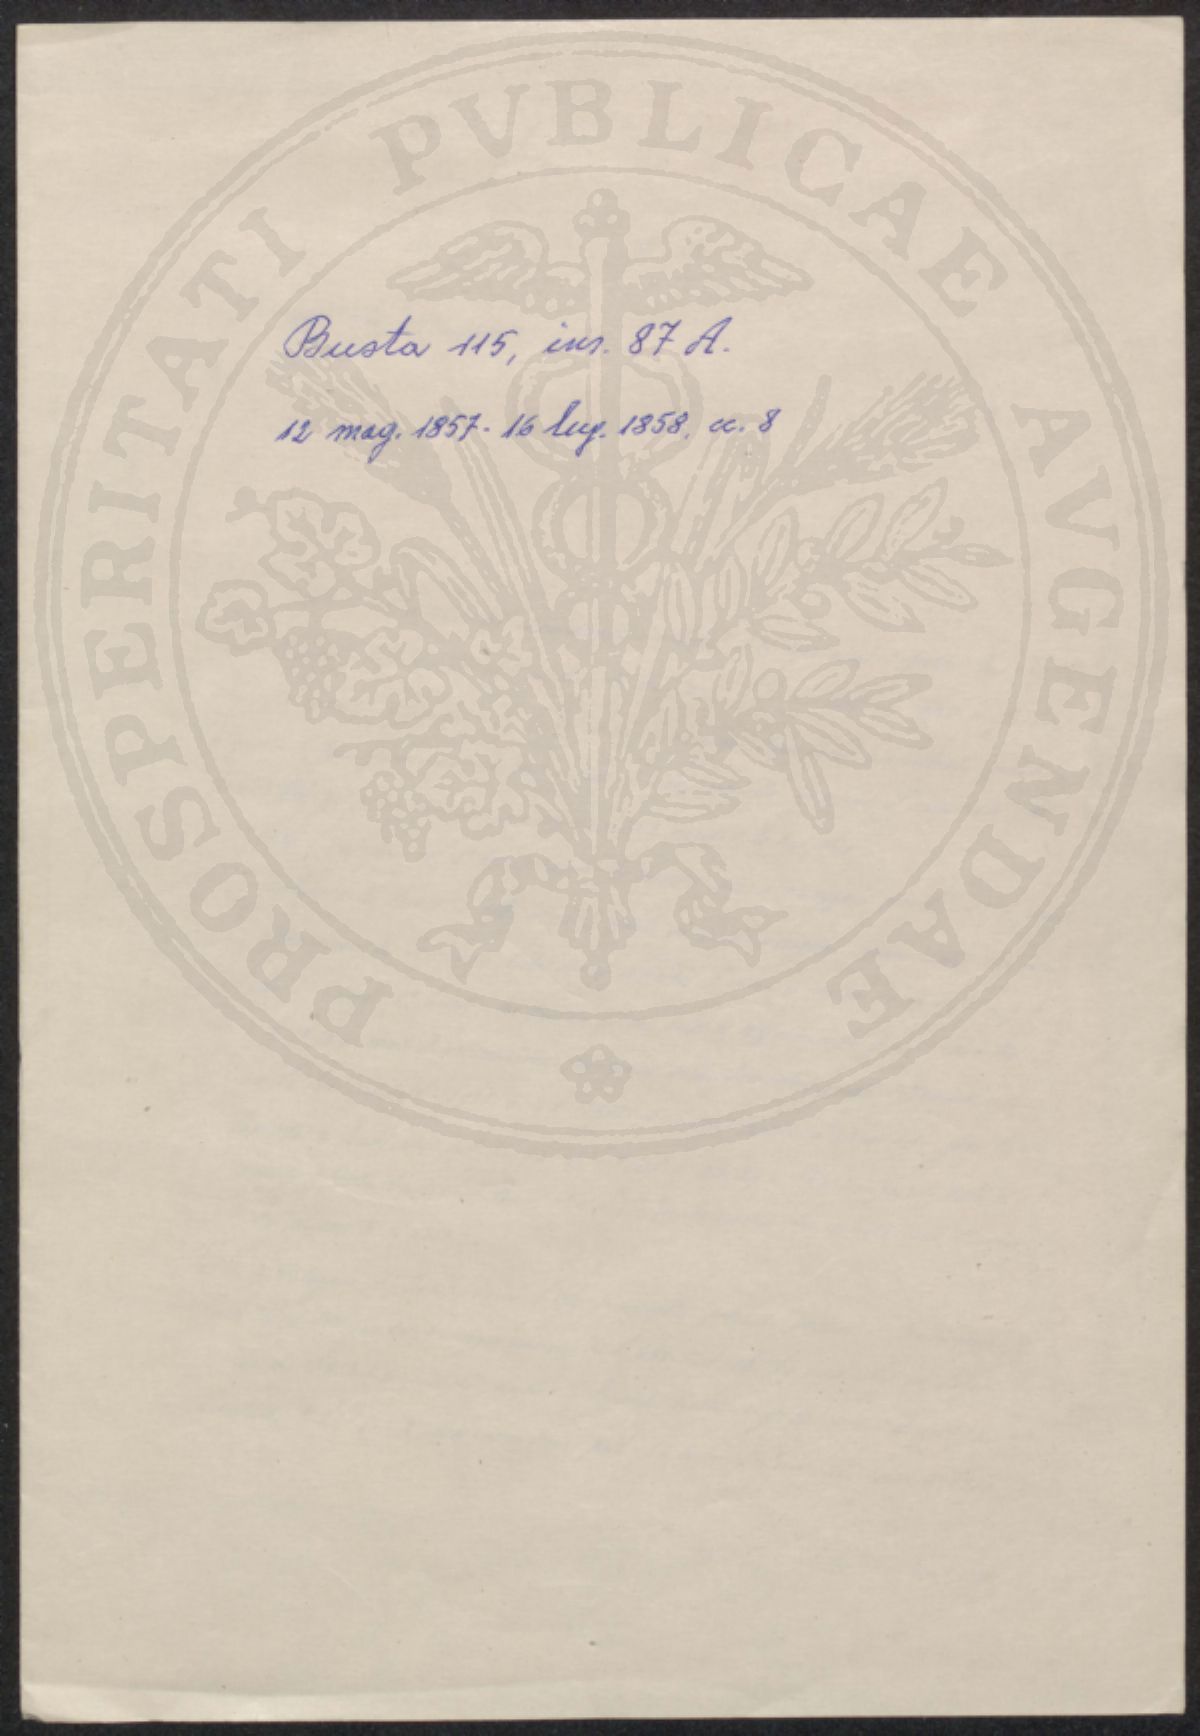 PROSPERITATI PVBLICAE AVGENDAE
Busta 115, ins. 87 A.
12 mag. 1857. 16 lug. 1858, cc. 8